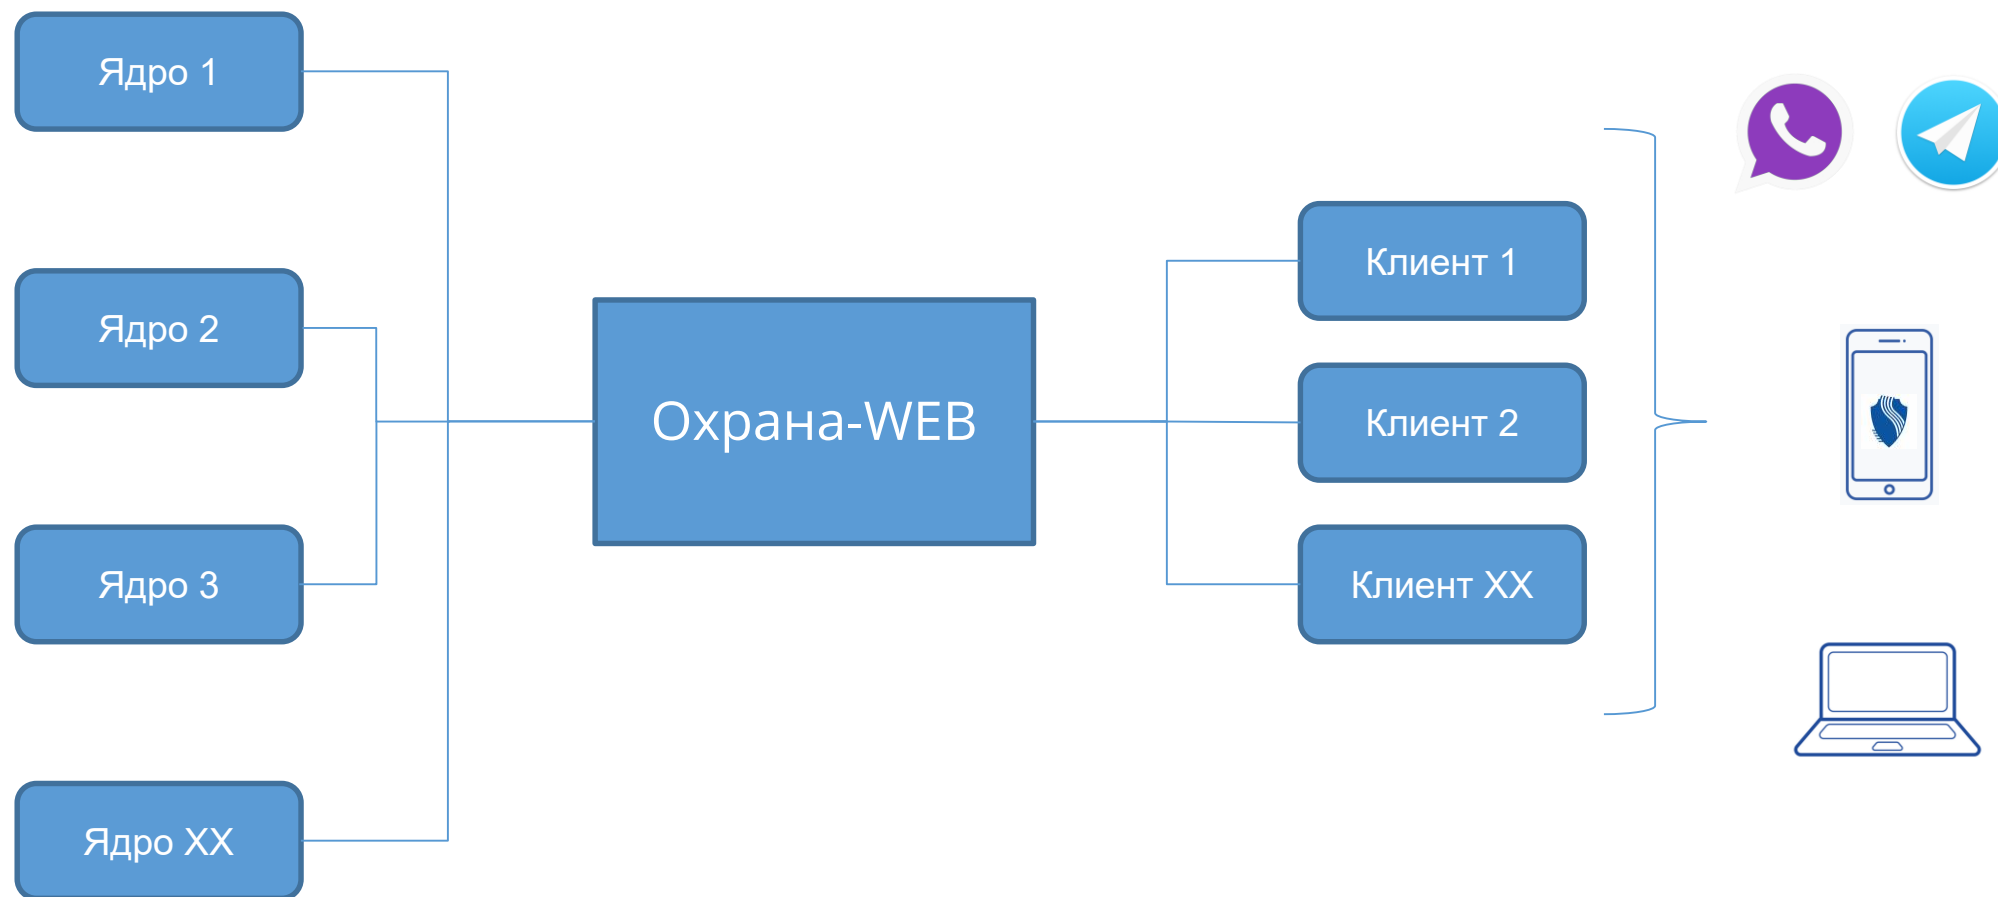 Ядро 1
Ядро 2
Ядро 3
Ядро XX
Охрана-WEB
Клиент 1
Клиент 2
Клиент XX